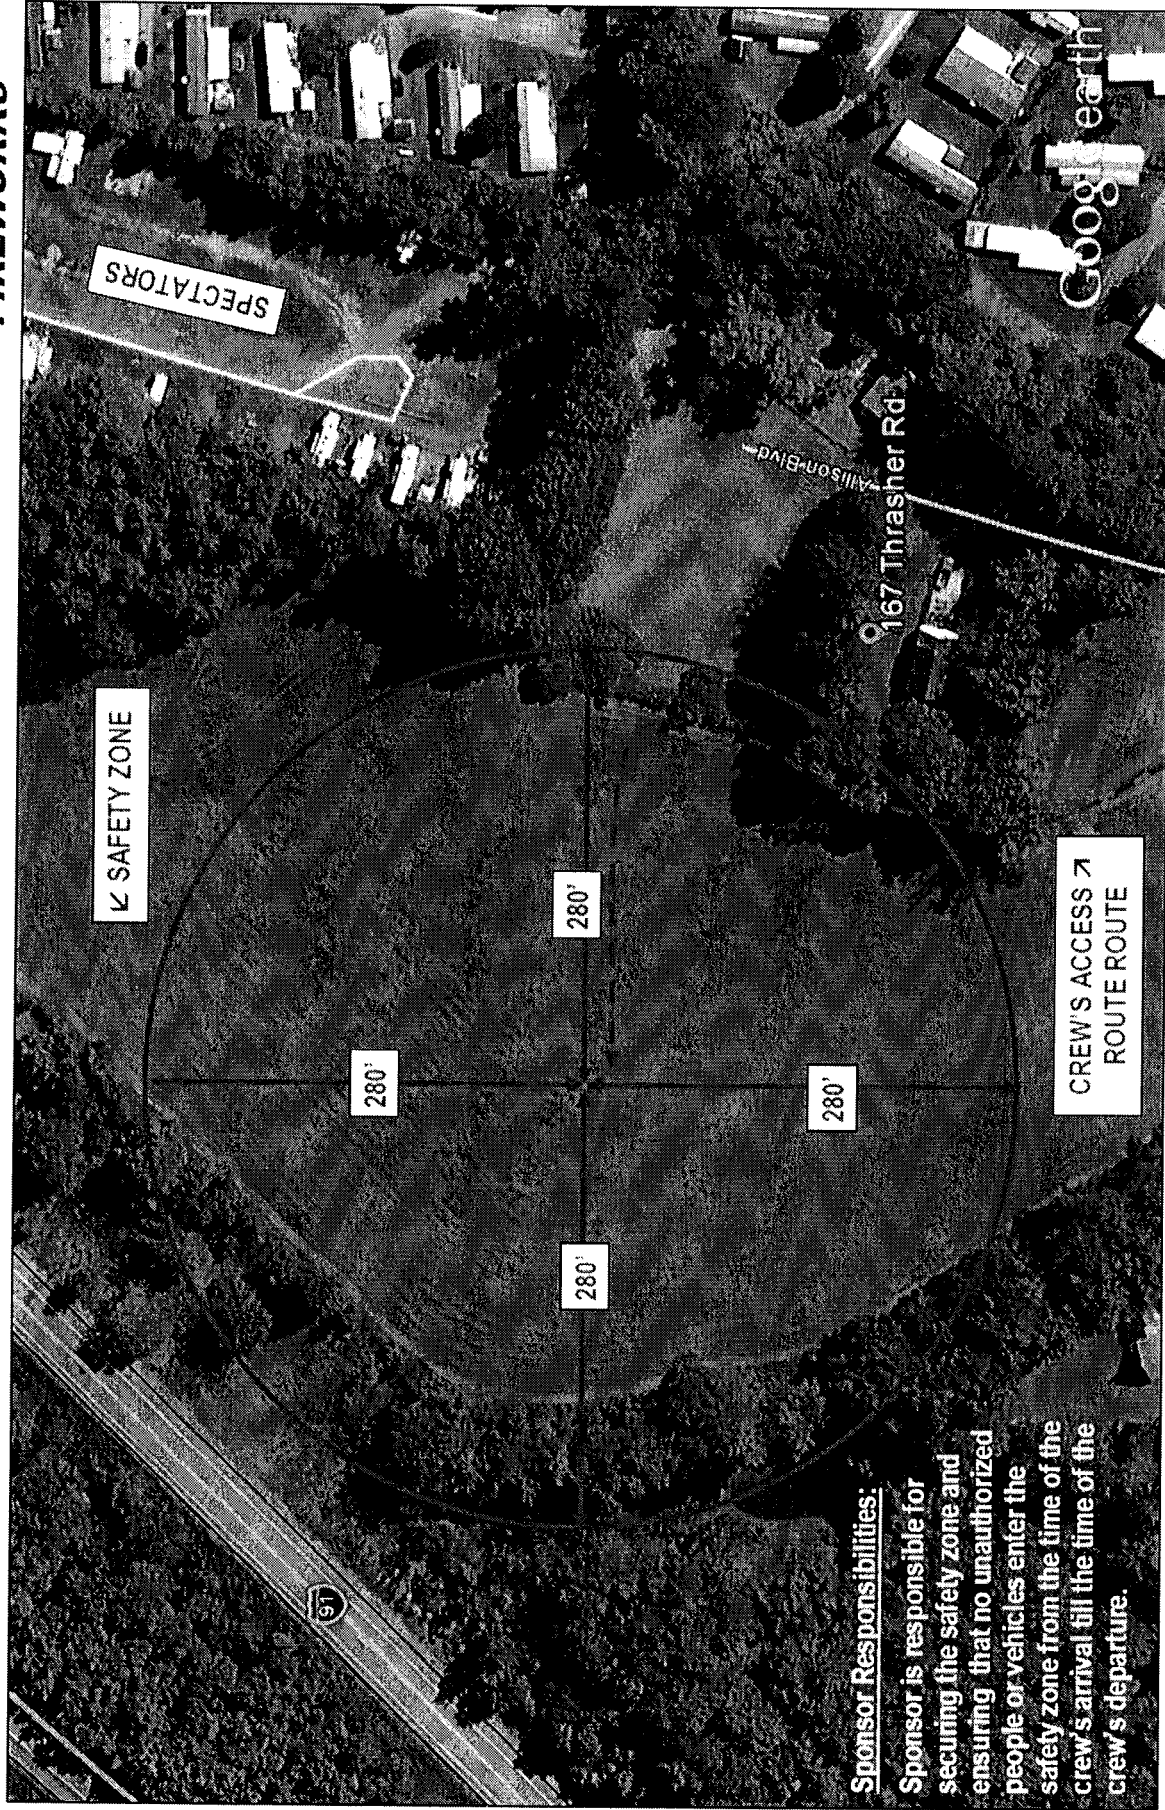 ↙ SAFETY ZONE
SPECTATORS
91
280'
280'
280'
280'
Allison Blvd
167 Thrasher Rd
CREW'S ACCESS ↗
ROUTE ROUTE
Sponsor Responsibilities:
Sponsor is responsible for
securing the safety zone and
ensuring that no unauthorized
people or vehicles enter the
safety zone from the time of the
crew's arrival till the time of the
crew's departure.
Google earth